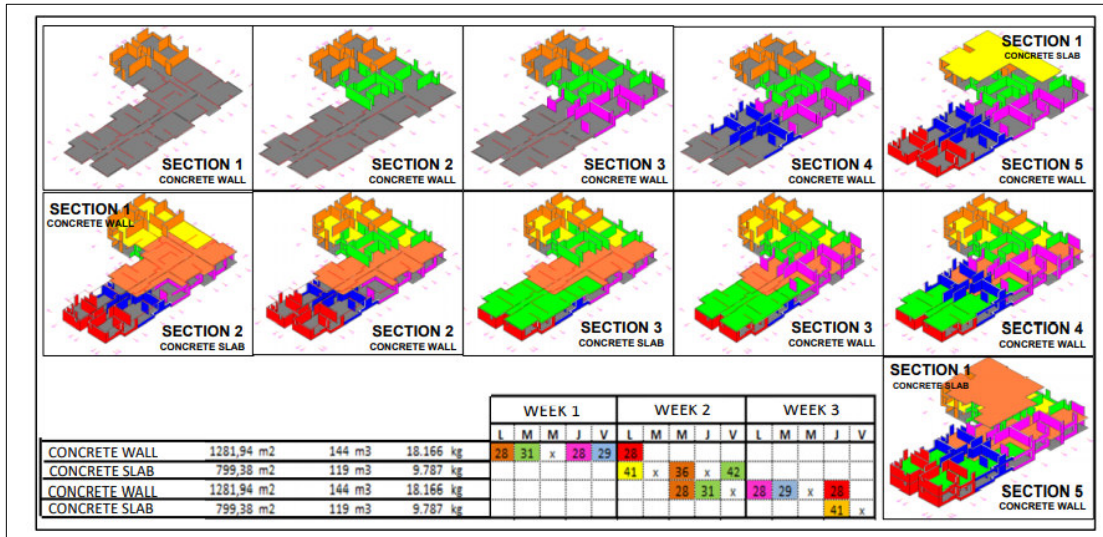 SECTION 1
CONCRETE WALL
SECTION 2
CONCRETE WALL
SECTION 3
CONCRETE WALL
SECTION 4
CONCRETE WALL
SECTION 1
CONCRETE SLAB
SECTION 5
CONCRETE WALL
SECTION 1
CONCRETE WALL
SECTION 2
CONCRETE SLAB
SECTION 2
CONCRETE WALL
SECTION 3
CONCRETE SLAB
SECTION 3
CONCRETE WALL
SECTION 4
CONCRETE WALL
SECTION 1
CONCRETE SLAB
SECTION 5
CONCRETE WALL
WEEK 1 WEEK 2 WEEK 3
L M M J V L M M J V L M M J V
CONCRETE WALL 1281,94 m2 144 m3 18.166 kg 28 31 x 28 29 28
CONCRETE SLAB 799,38 m2 119 m3 9.787 kg 41 x 36 x 42
CONCRETE WALL 1281,94 m2 144 m3 18.166 kg 28 31 x 28 29 x 28
CONCRETE SLAB 799,38 m2 119 m3 9.787 kg 41 x